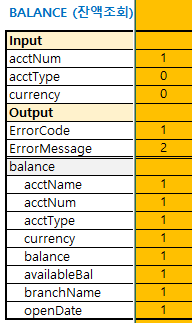 BALANCE (잔액조회)
Input
acctNum 1
acctType 0
currency 0
Output
ErrorCode 1
ErrorMessage 2
balance
acctName 1
acctNum 1
acctType 1
currency 1
balance 1
availableBal 1
branchName 1
openDate 1